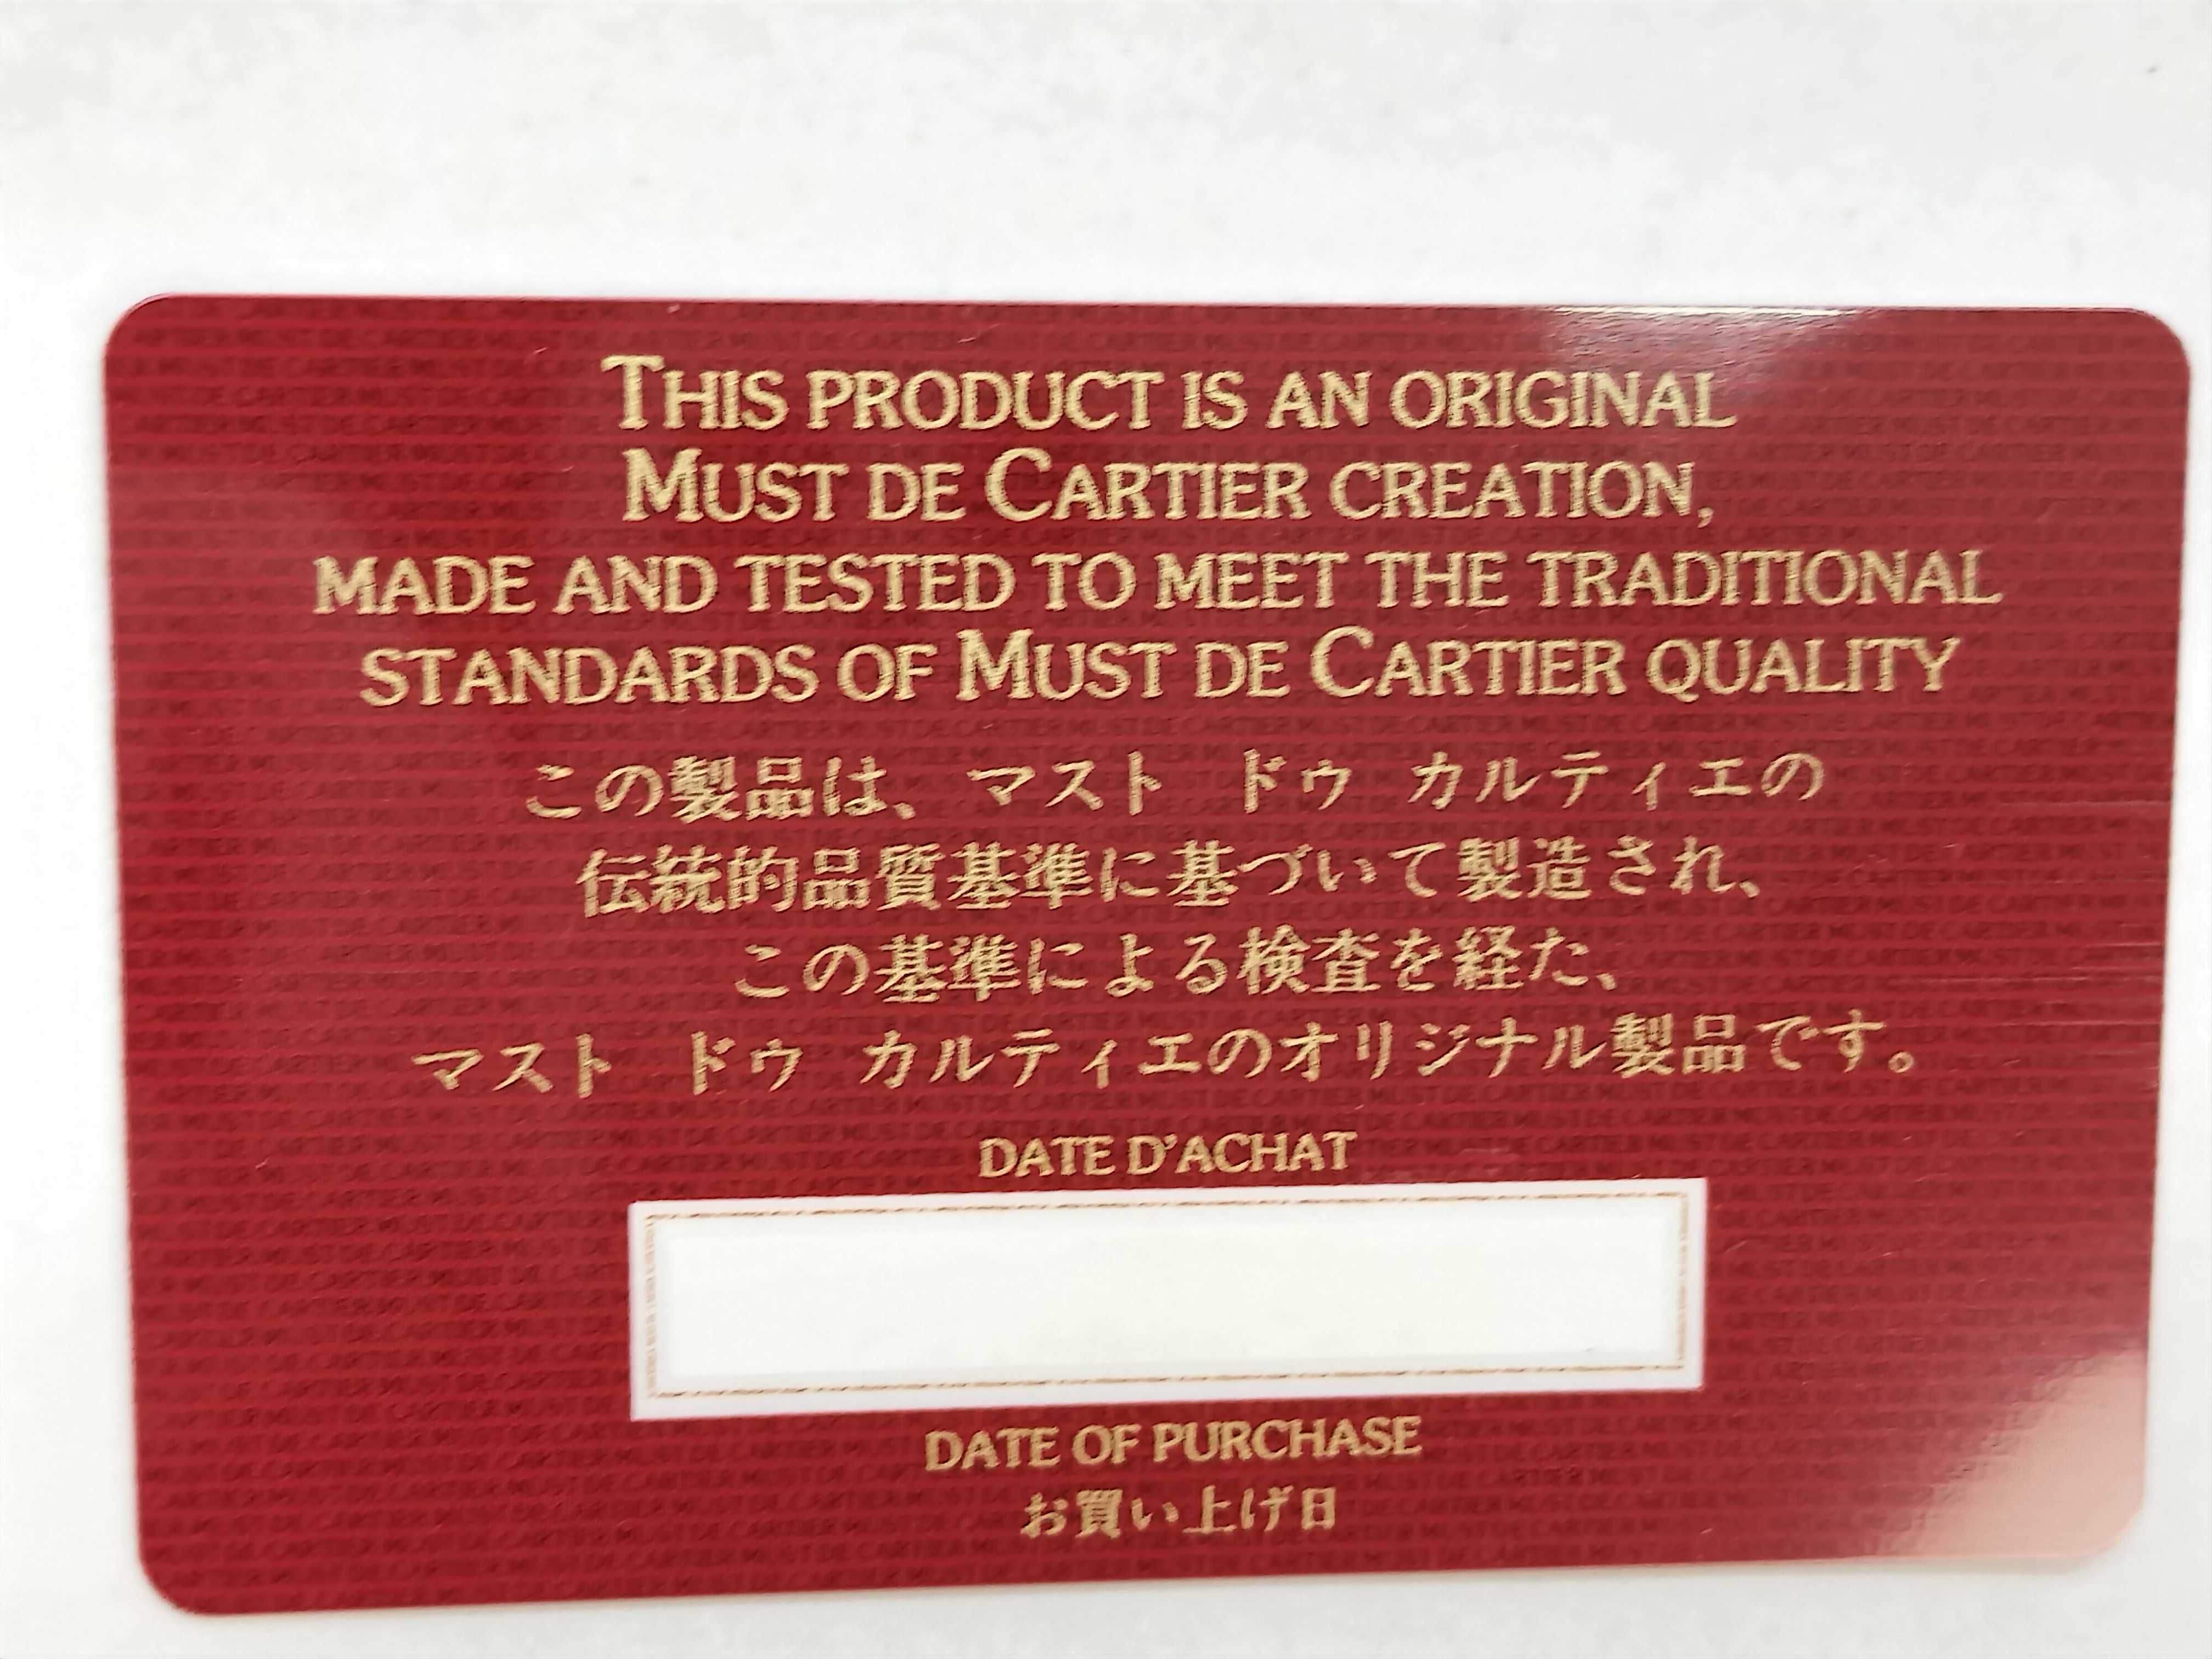 THIS PRODUCT IS AN ORIGINAL
MUST DE CARTIER CREATION,
MADE AND TESTED TO MEET THE TRADITIONAL
STANDARDS OF MUST DE CARTIER QUALITY
この製品は、マスト ドゥ カルティエの
伝統的品質基準に基づいて製造され、
この基準による検査を経た、
マスト ドゥ カルティエのオリジナル製品です。
DATE D'ACHAT
DATE OF PURCHASE
お買い上げ日